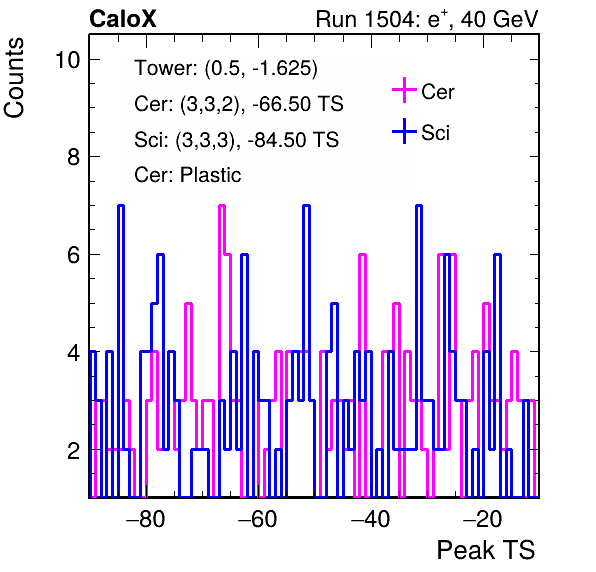 CaloX Run 1504: e⁺, 40 GeV
Counts
Tower: (0.5, -1.625)
Cer: (3,3,2), -66.50 TS
Sci: (3,3,3), -84.50 TS
Cer: Plastic
Cer
Sci
10
8
6
4
2
−80 −60 −40 −20
Peak TS